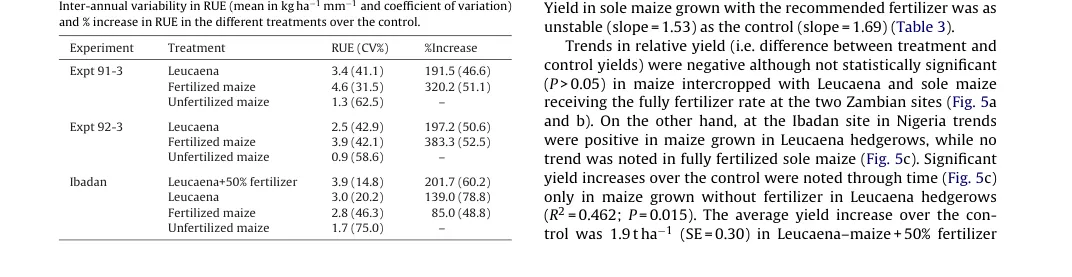 Inter-annual variability in RUE (mean in kg ha⁻¹ mm⁻¹ and coefficient of variation)
and % increase in RUE in the different treatments over the control.
Experiment Treatment RUE (CV%) %Increase
Expt 91-3 Leucaena 3.4 (41.1) 191.5 (46.6)
Fertilized maize 4.6 (31.5) 320.2 (51.1)
Unfertilized maize 1.3 (62.5) –
Expt 92-3 Leucaena 2.5 (42.9) 197.2 (50.6)
Fertilized maize 3.9 (42.1) 383.3 (52.5)
Unfertilized maize 0.9 (58.6) –
Ibadan Leucaena+50% fertilizer 3.9 (14.8) 201.7 (60.2)
Leucaena 3.0 (20.2) 139.0 (78.8)
Fertilized maize 2.8 (46.3) 85.0 (48.8)
Unfertilized maize 1.7 (75.0) –
Yield in sole maize grown with the recommended fertilizer was as
unstable (slope = 1.53) as the control (slope = 1.69) (Table 3).
Trends in relative yield (i.e. difference between treatment and
control yields) were negative although not statistically significant
(P > 0.05) in maize intercropped with Leucaena and sole maize
receiving the fully fertilizer rate at the two Zambian sites (Fig. 5a
and b). On the other hand, at the Ibadan site in Nigeria trends
were positive in maize grown in Leucaena hedgerows, while no
trend was noted in fully fertilized sole maize (Fig. 5c). Significant
yield increases over the control were noted through time (Fig. 5c)
only in maize grown without fertilizer in Leucaena hedgerows
(R² = 0.462; P = 0.015). The average yield increase over the con-
trol was 1.9 t ha⁻¹ (SE = 0.30) in Leucaena–maize + 50% fertilizer